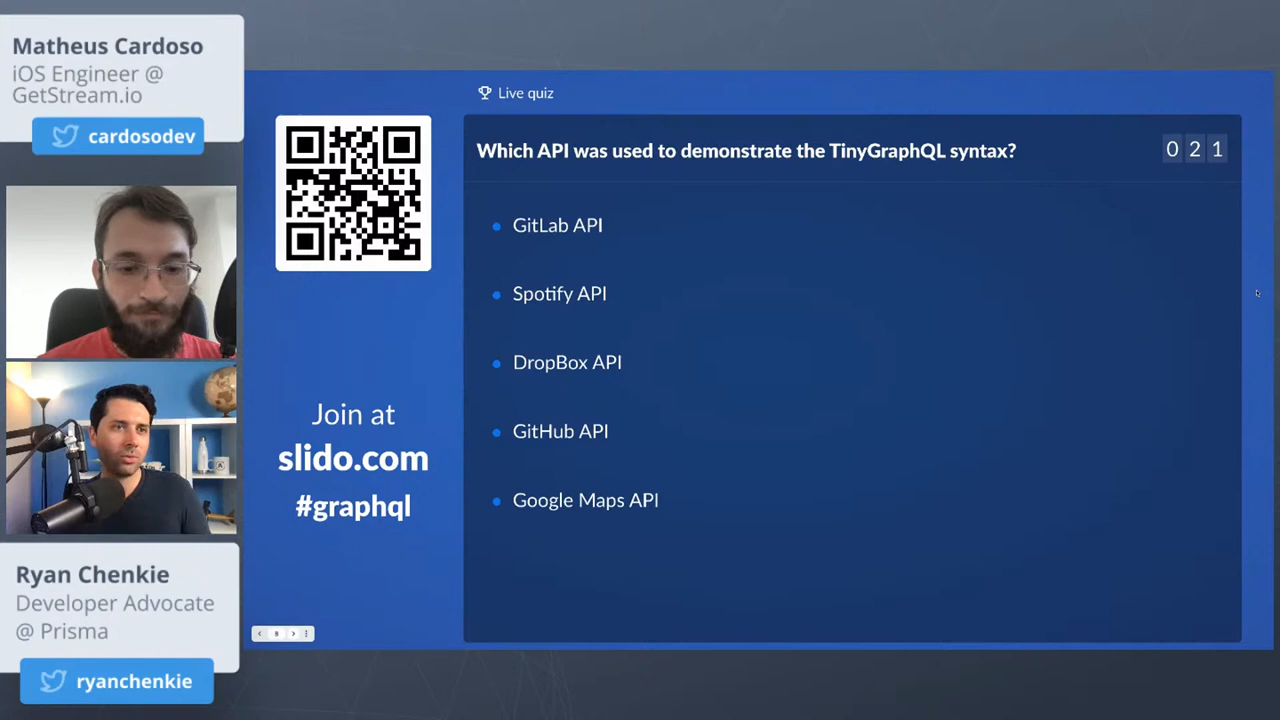 Matheus Cardoso
iOS Engineer @
GetStream.io
cardosodev
Ryan Chenkie
Developer Advocate
@ Prisma
ryanchenkie
Join at
slido.com
#graphql
8
Live quiz
Which API was used to demonstrate the TinyGraphQL syntax?
0 2 1
GitLab API
Spotify API
DropBox API
GitHub API
Google Maps API